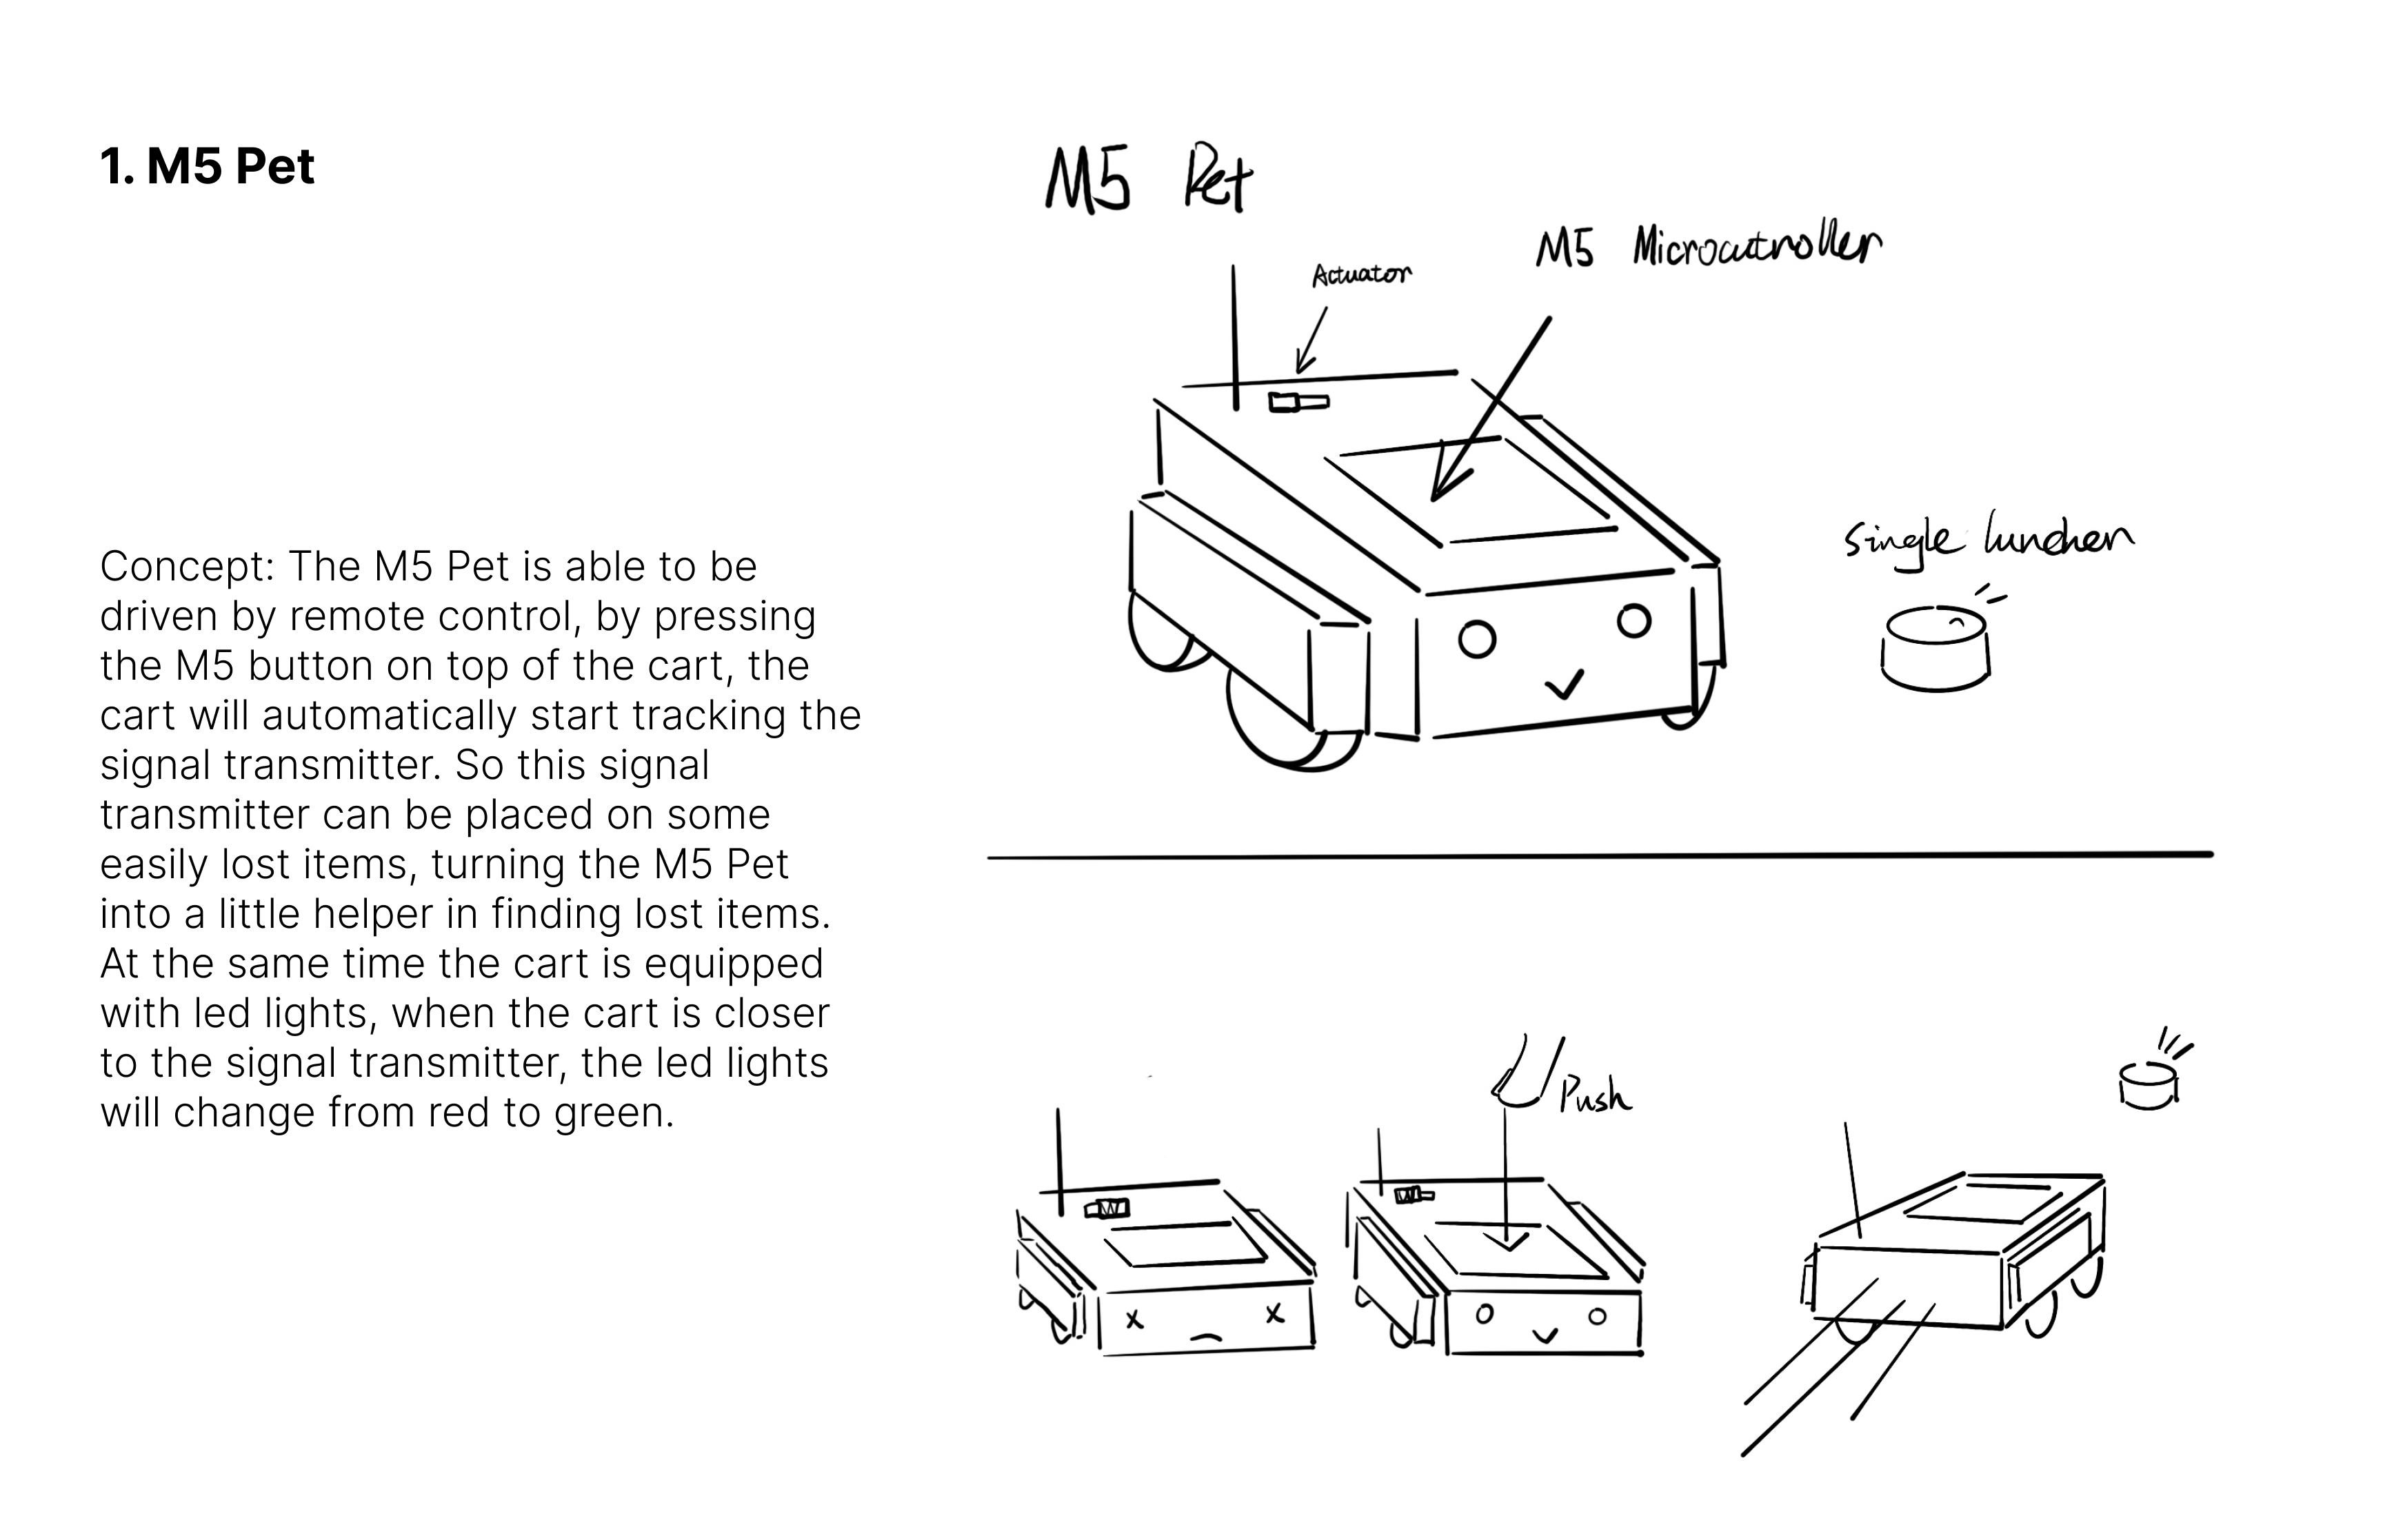 1. M5 Pet
Concept: The M5 Pet is able to be
driven by remote control, by pressing
the M5 button on top of the cart, the
cart will automatically start tracking the
signal transmitter. So this signal
transmitter can be placed on some
easily lost items, turning the M5 Pet
into a little helper in finding lost items.
At the same time the cart is equipped
with led lights, when the cart is closer
to the signal transmitter, the led lights
will change from red to green.
M5 Pet
Actuator
M5 Microcutroller
single luncher
Push